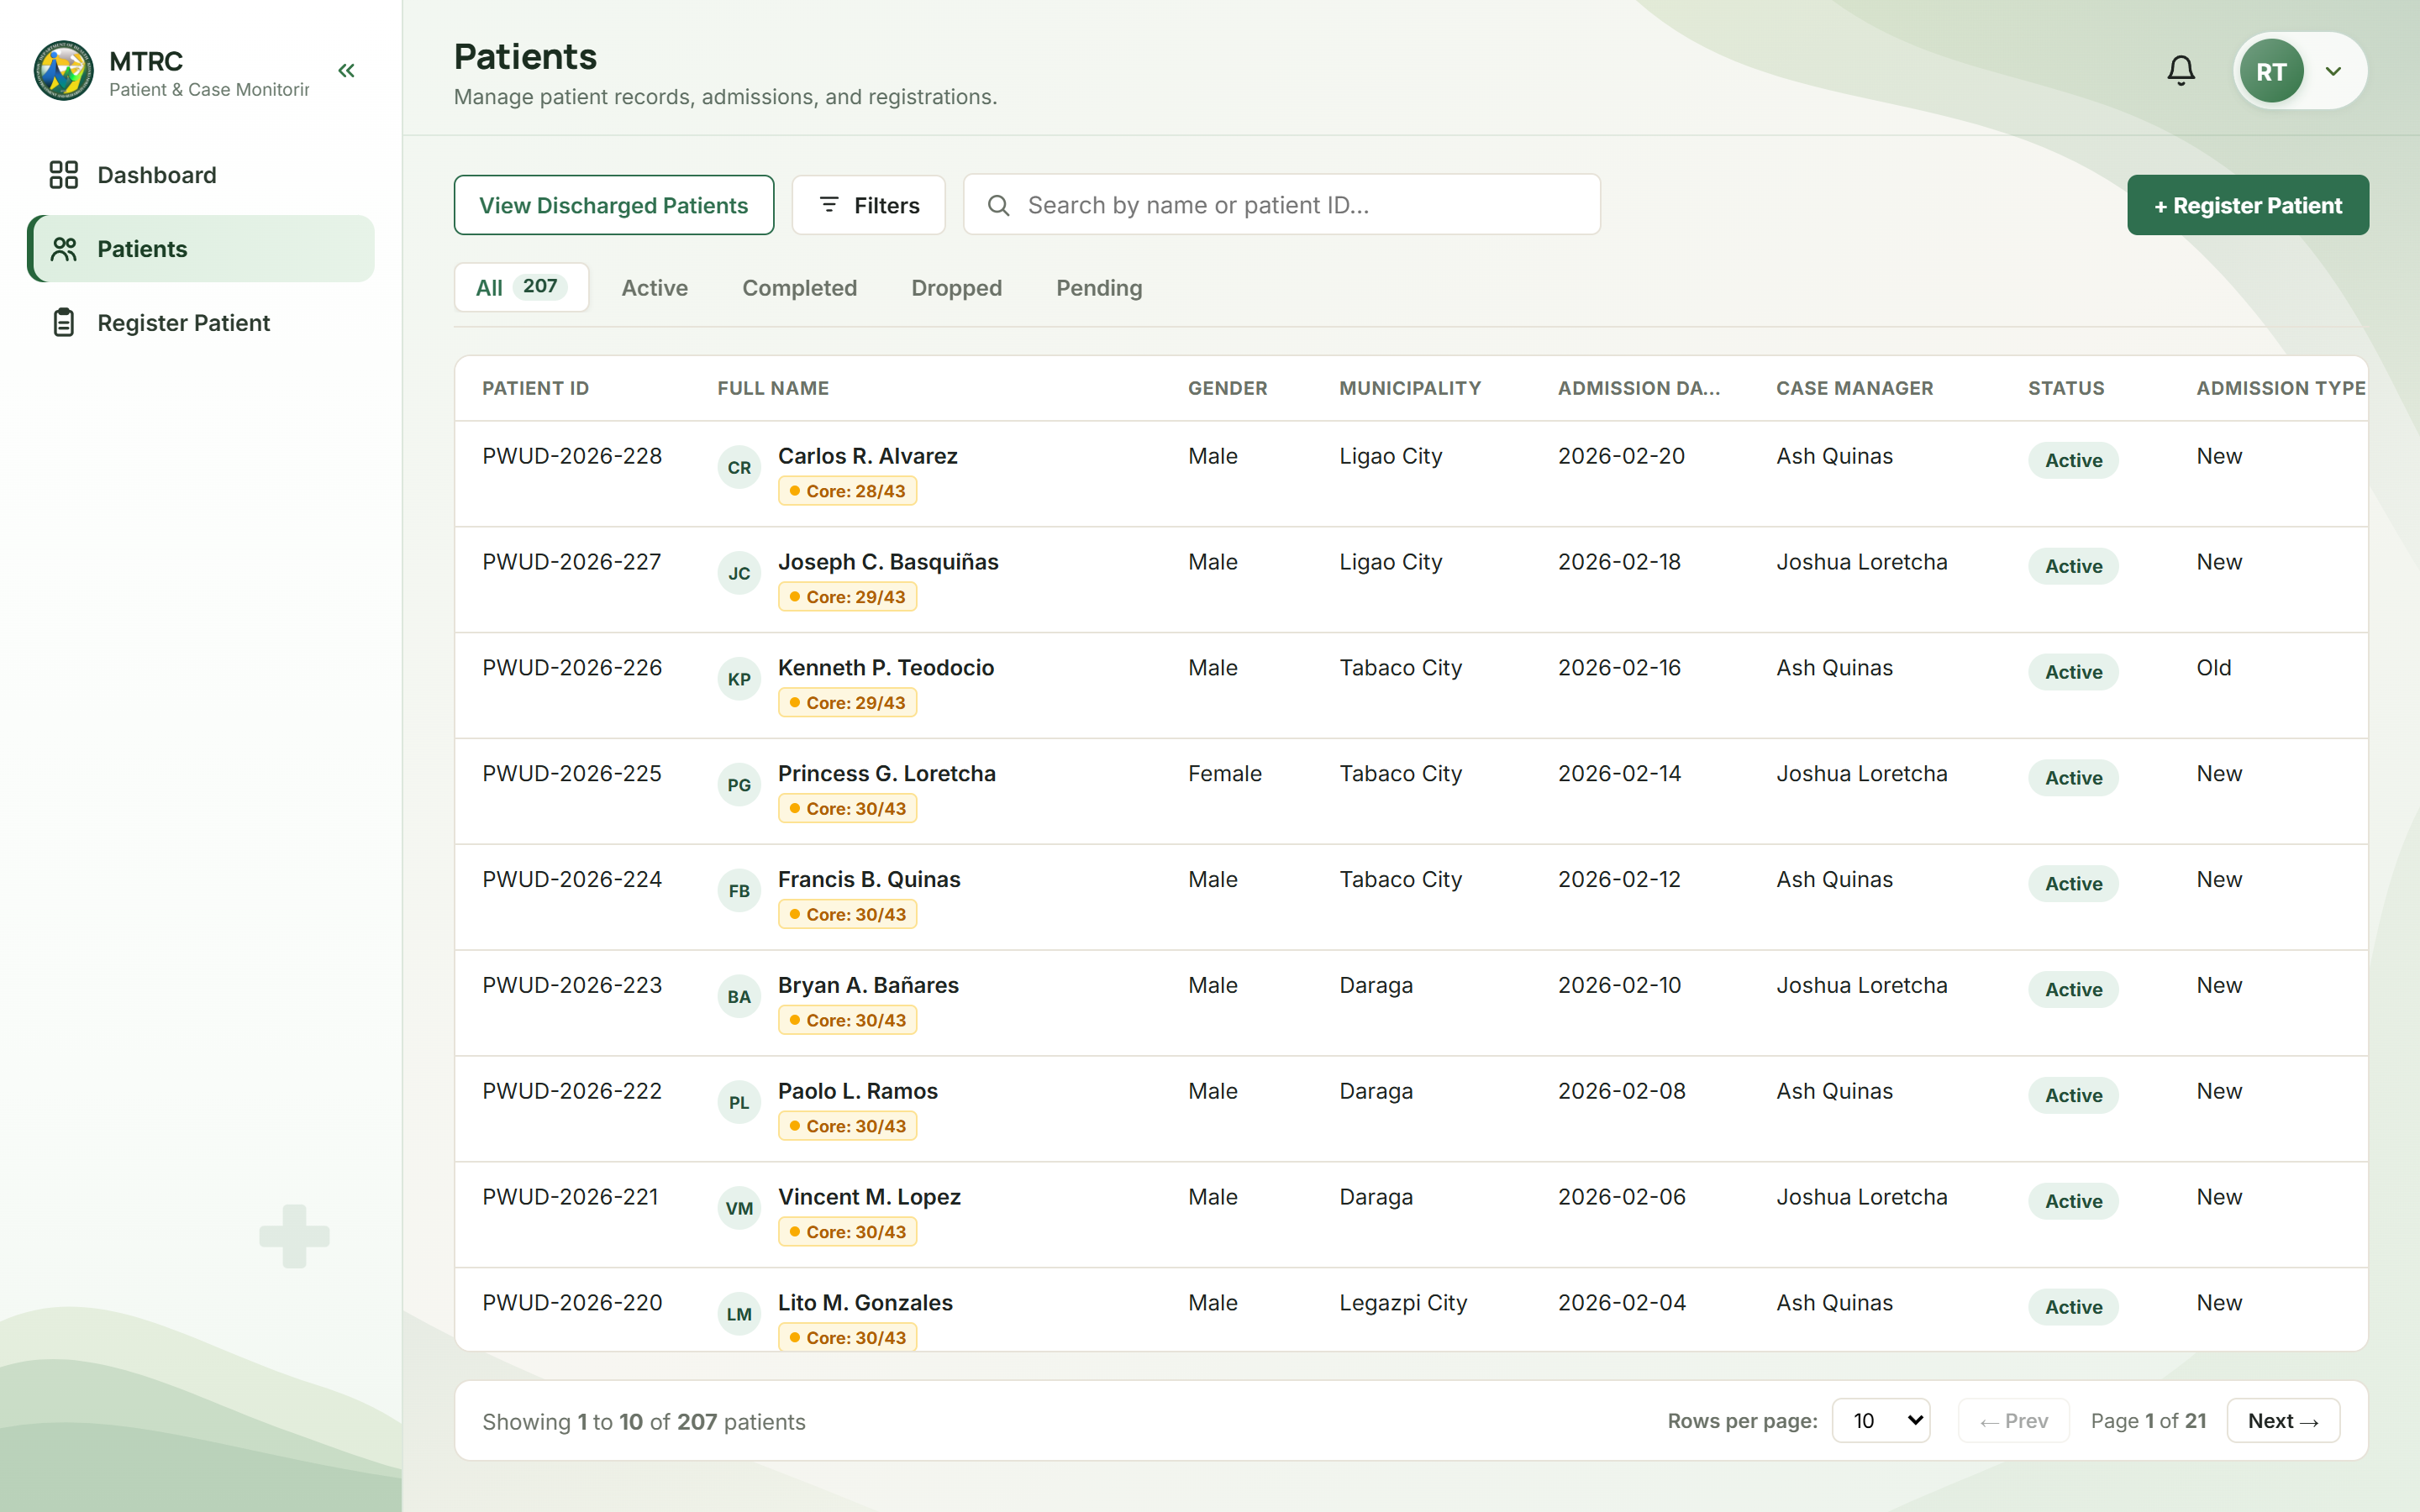 MTRC
Patient & Case Monitorin
Dashboard
Patients
Register Patient
Patients
Manage patient records, admissions, and registrations.
RT
View Discharged Patients
Filters
Search by name or patient ID...
+ Register Patient
All 207
Active
Completed
Dropped
Pending
PATIENT ID FULL NAME GENDER MUNICIPALITY ADMISSION DA... CASE MANAGER STATUS ADMISSION TYPE
PWUD-2026-228 CR Carlos R. Alvarez Male Ligao City 2026-02-20 Ash Quinas Active New
Core: 28/43
PWUD-2026-227 JC Joseph C. Basquiñas Male Ligao City 2026-02-18 Joshua Loretcha Active New
Core: 29/43
PWUD-2026-226 KP Kenneth P. Teodocio Male Tabaco City 2026-02-16 Ash Quinas Active Old
Core: 29/43
PWUD-2026-225 PG Princess G. Loretcha Female Tabaco City 2026-02-14 Joshua Loretcha Active New
Core: 30/43
PWUD-2026-224 FB Francis B. Quinas Male Tabaco City 2026-02-12 Ash Quinas Active New
Core: 30/43
PWUD-2026-223 BA Bryan A. Bañares Male Daraga 2026-02-10 Joshua Loretcha Active New
Core: 30/43
PWUD-2026-222 PL Paolo L. Ramos Male Daraga 2026-02-08 Ash Quinas Active New
Core: 30/43
PWUD-2026-221 VM Vincent M. Lopez Male Daraga 2026-02-06 Joshua Loretcha Active New
Core: 30/43
PWUD-2026-220 LM Lito M. Gonzales Male Legazpi City 2026-02-04 Ash Quinas Active New
Core: 30/43
Showing 1 to 10 of 207 patients
Rows per page: 10
← Prev
Page 1 of 21
Next →